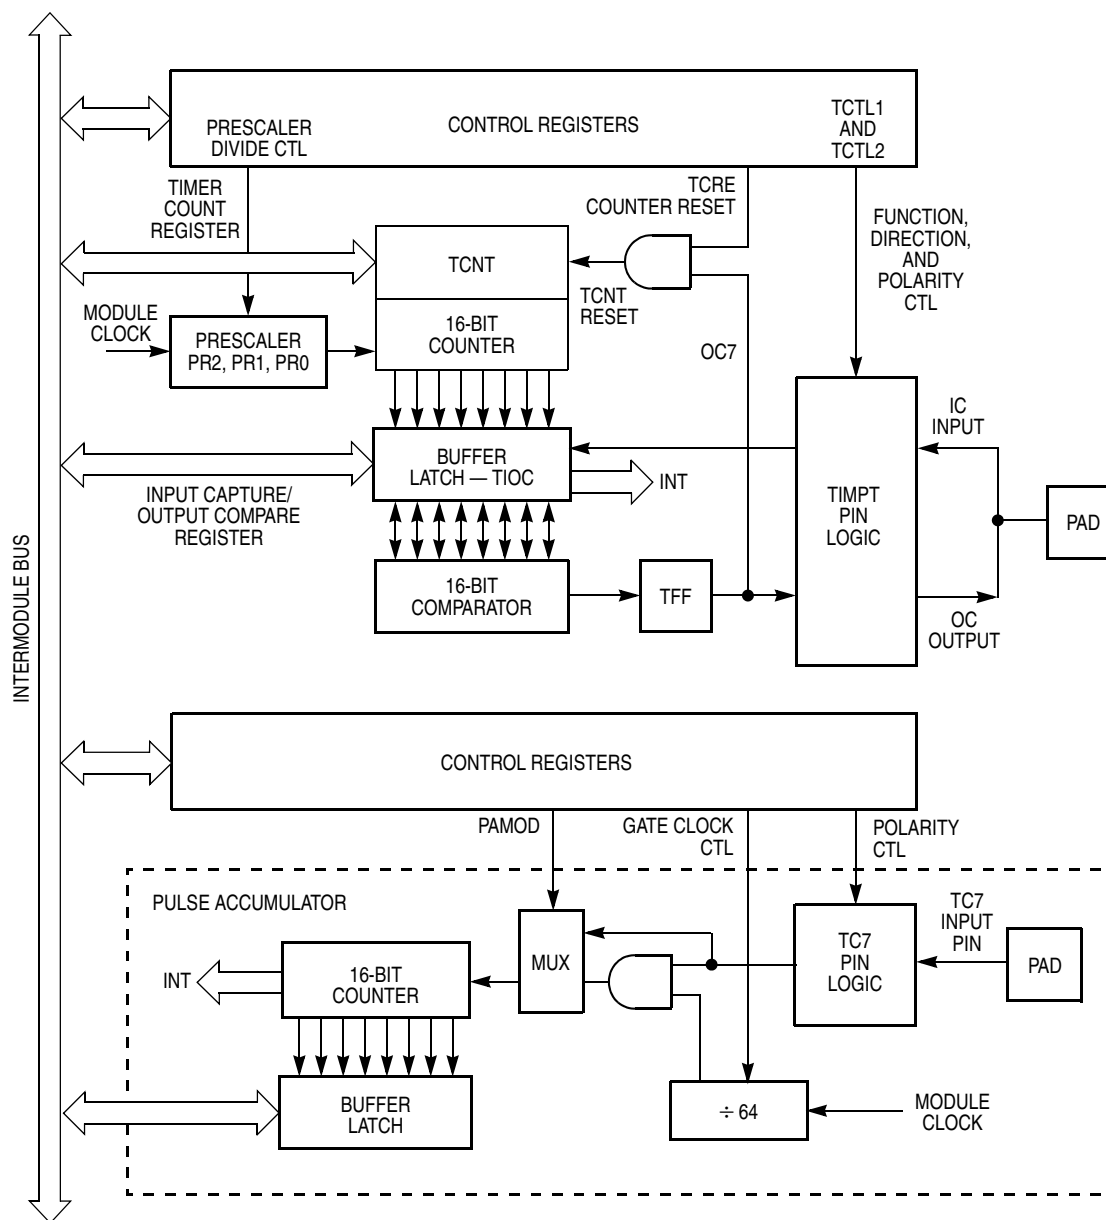 PRESCALER
DIVIDE CTL
CONTROL REGISTERS
TCTL1
AND
TCTL2
TIMER
COUNT
REGISTER
TCRE
COUNTER RESET
FUNCTION,
DIRECTION,
AND
POLARITY
CTL
TCNT
TCNT
RESET
MODULE
CLOCK
PRESCALER
PR2, PR1, PR0
16-BIT
COUNTER
OC7
IC
INPUT
BUFFER
LATCH — TIOC
INT
TIMPT
PIN
LOGIC
PAD
INPUT CAPTURE/
OUTPUT COMPARE
REGISTER
16-BIT
COMPARATOR
TFF
OC
OUTPUT
INTERMODULE BUS
CONTROL REGISTERS
PAMOD
GATE CLOCK
CTL
POLARITY
CTL
PULSE ACCUMULATOR
TC7
INPUT
PIN
INT
16-BIT
COUNTER
MUX
TC7
PIN
LOGIC
PAD
BUFFER
LATCH
÷ 64
MODULE
CLOCK